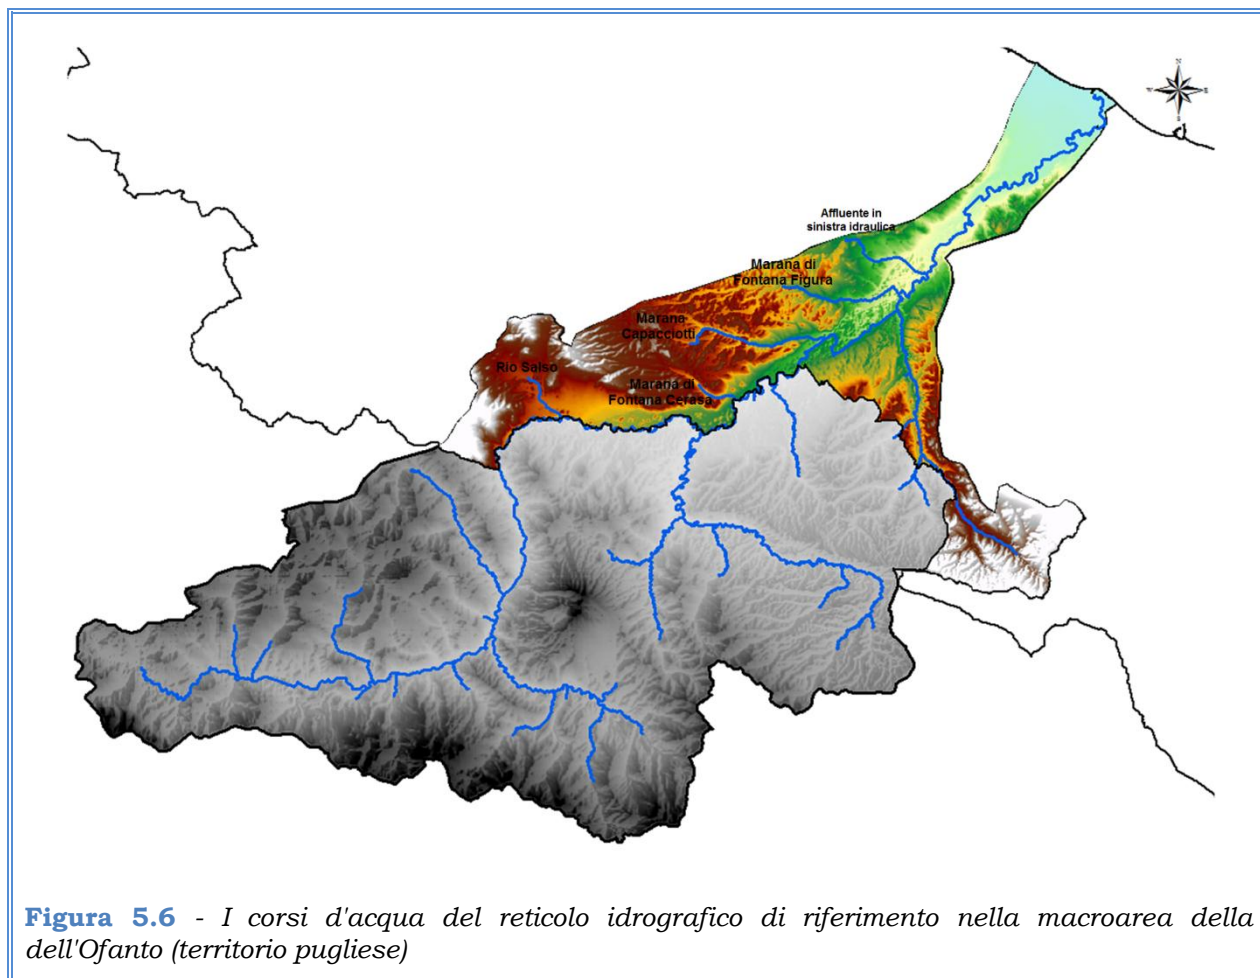 N
W
E
S
Affluente in
sinistra idraulica
Marana di
Fontana Figura
Marana
Capacciotti
Rio Salso
Marana di
Fontana Cerasa
Figura 5.6 - I corsi d'acqua del reticolo idrografico di riferimento nella macroarea della
dell'Ofanto (territorio pugliese)